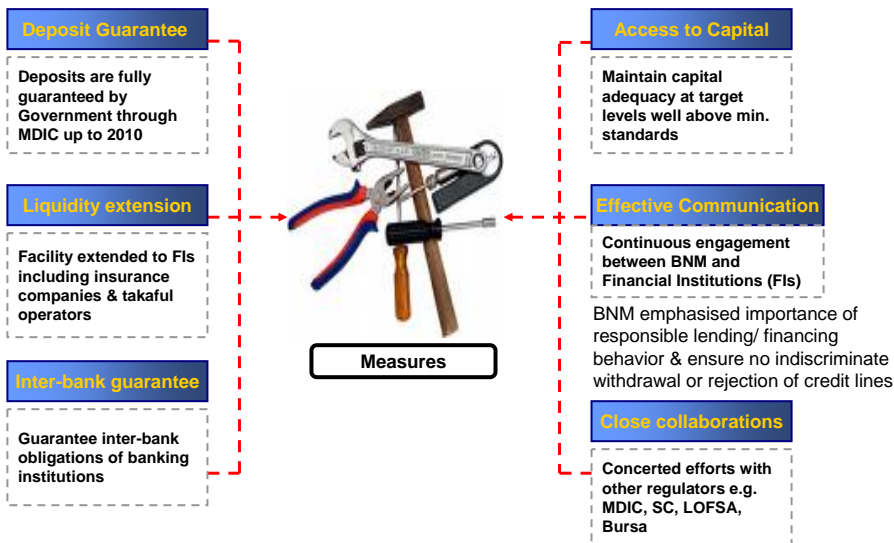 Deposit Guarantee
Deposits are fully
guaranteed by
Government through
MDIC up to 2010
Liquidity extension
Facility extended to FIs
including insurance
companies & takaful
operators
Inter-bank guarantee
Guarantee inter-bank
obligations of banking
institutions
Measures
Access to Capital
Maintain capital
adequacy at target
levels well above min.
standards
Effective Communication
Continuous engagement
between BNM and
Financial Institutions (FIs)
BNM emphasised importance of
responsible lending/ financing
behavior & ensure no indiscriminate
withdrawal or rejection of credit lines
Close collaborations
Concerted efforts with
other regulators e.g.
MDIC, SC, LOFSA,
Bursa